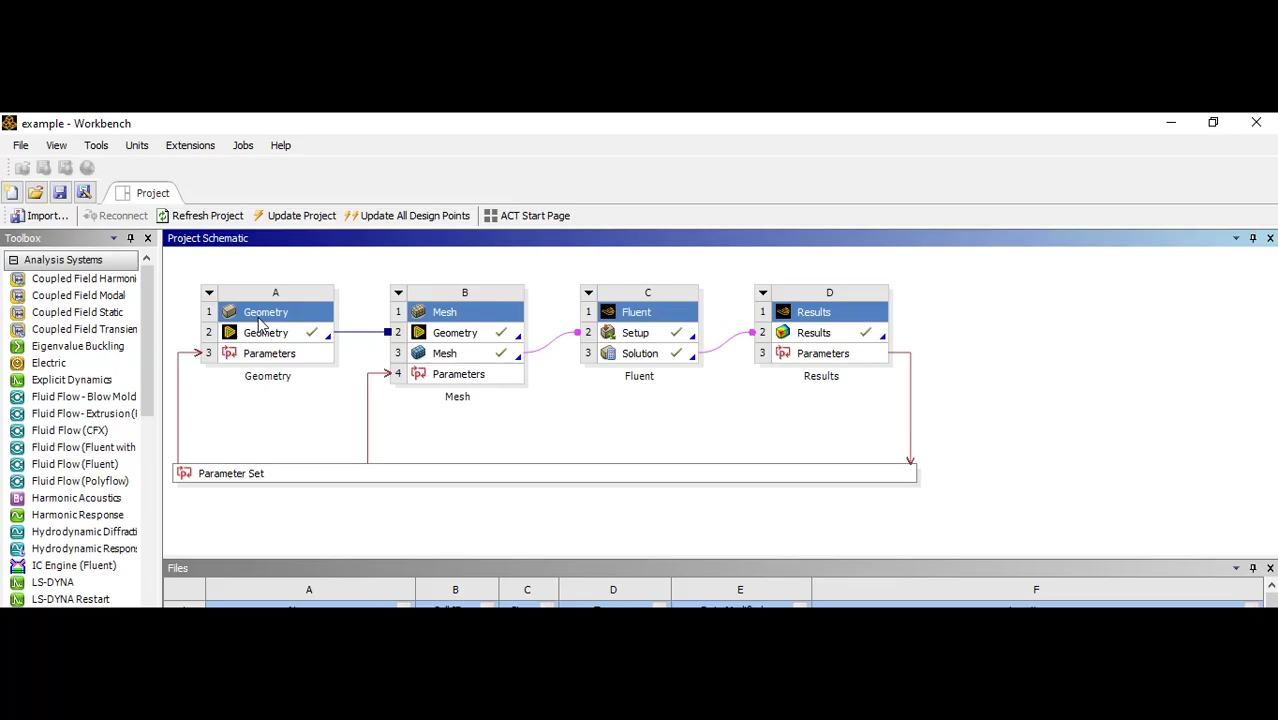 example - Workbench
File View Tools Units Extensions Jobs Help
Project
Import... Reconnect Refresh Project Update Project Update All Design Points ACT Start Page
Toolbox
Project Schematic
Analysis Systems
Coupled Field Harmoni
Coupled Field Modal
Coupled Field Static
Coupled Field Transien
Eigenvalue Buckling
Electric
Explicit Dynamics
Fluid Flow - Blow Mold
Fluid Flow- Extrusion(
Fluid Flow (CFX)
Fluid Flow (Fluent with
Fluid Flow (Fluent)
Fluid Flow (Polyflow)
Harmonic Acoustics
Harmonic Response
Hydrodynamic Diffracti
Hydrodynamic Respon
IC Engine (Fluent)
LS-DYNA
LS-DYNA Restart
A
1 Geometry
2 Geometry
3 Parameters
Geometry
B
1 Mesh
2 Geometry
3 Mesh
4 Parameters
Mesh
C
1 Fluent
2 Setup
3 Solution
Fluent
D
1 Results
2 Results
3 Parameters
Results
Parameter Set
Files
A B C D E F